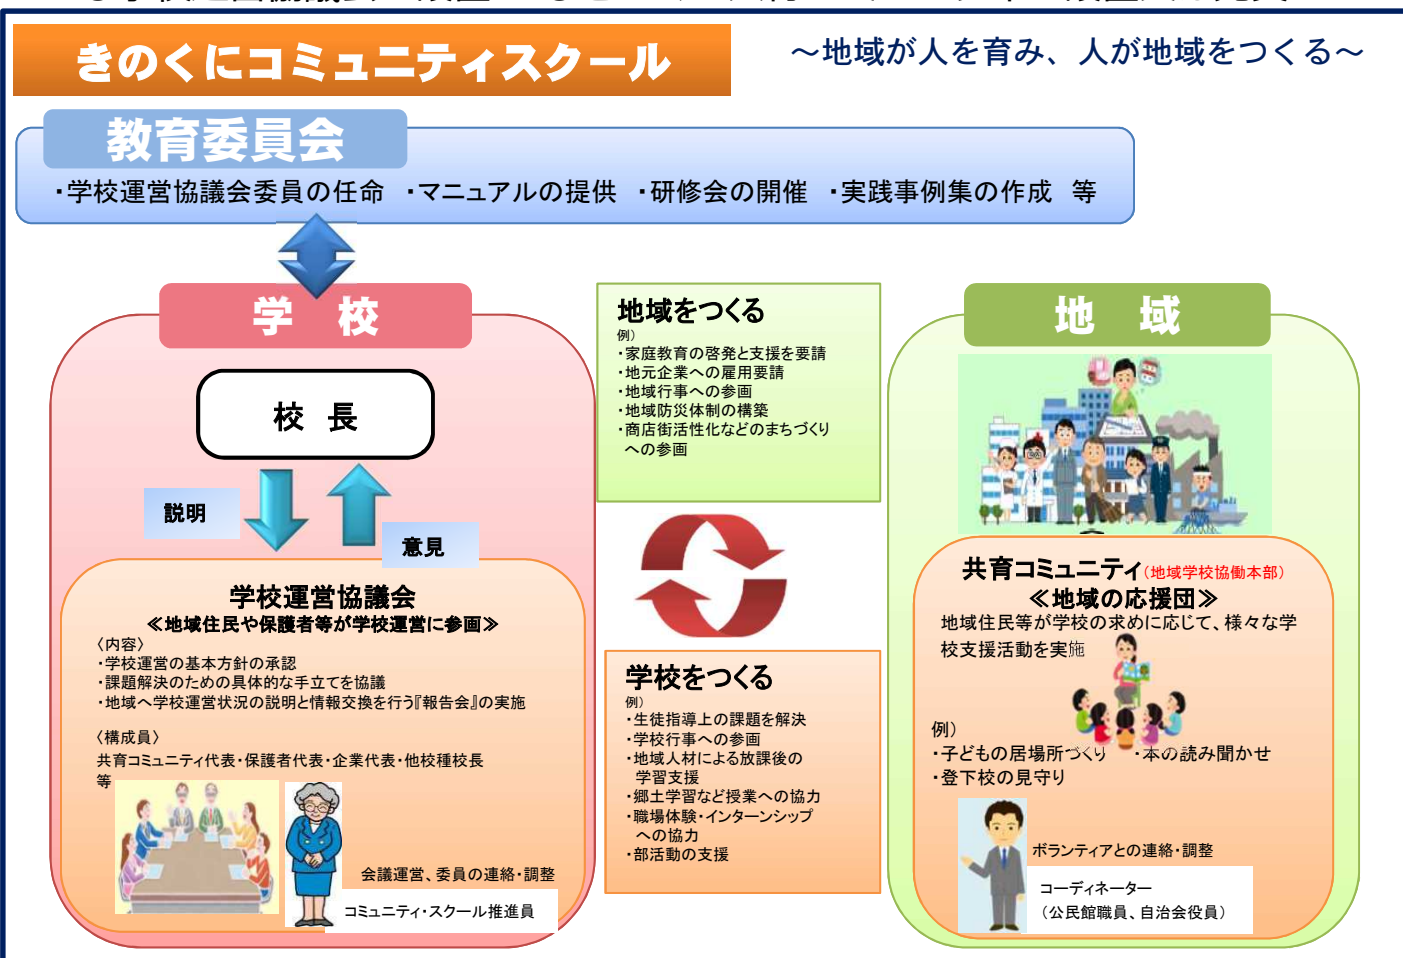 きのくにコミュニティスクール
～地域が人を育み、人が地域をつくる～
教育委員会
・学校運営協議会委員の任命 ・マニュアルの提供 ・研修会の開催 ・実践事例集の作成 等
学 校
校 長
説明
意見
学校運営協議会
≪地域住民や保護者等が学校運営に参画≫
〈内容〉
・学校運営の基本方針の承認
・課題解決のための具体的な手立てを協議
・地域へ学校運営状況の説明と情報交換を行う『報告会』の実施
〈構成員〉
共育コミュニティ代表・保護者代表・企業代表・他校種校長
等
会議運営、委員の連絡・調整
コミュニティ・スクール推進員
地域をつくる
例）
・家庭教育の啓発と支援を要請
・地元企業への雇用要請
・地域行事への参画
・地域防災体制の構築
・商店街活性化などのまちづくり
への参画
学校をつくる
例）
・生徒指導上の課題を解決
・学校行事への参画
・地域人材による放課後の
学習支援
・郷土学習など授業への協力
・職場体験・インターンシップ
への協力
・部活動の支援
地 域
共育コミュニティ（地域学校協働本部）
≪地域の応援団≫
地域住民等が学校の求めに応じて、様々な学
校支援活動を実施
例）
・子どもの居場所づくり ・本の読み聞かせ
・登下校の見守り
ボランティアとの連絡・調整
コーディネーター
（公民館職員、自治会役員）